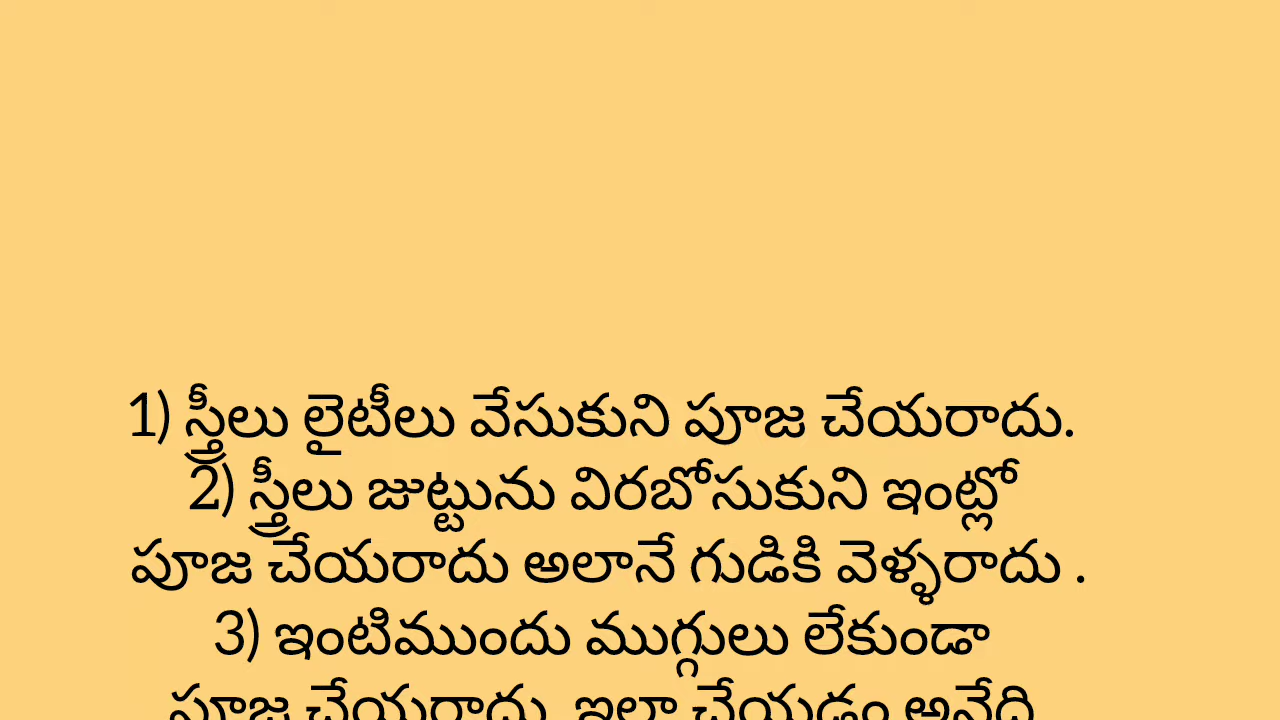 1) స్త్రీలు లైటీలు వేసుకుని పూజ చేయరాదు.
2) స్త్రీలు జుట్టును విరబోసుకుని ఇంట్లో
పూజ చేయరాదు అలానే గుడికి వెళ్ళరాదు .
3) ఇంటిముందు ముగ్గులు లేకుండా
పూజ చేయరాదు. ఇలా చేయడం అనేది